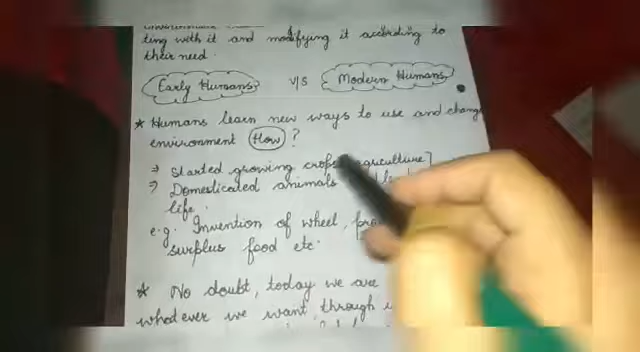 ting with it and modifying it according to
their need.
Early Humans V/S Modern Humans
* Humans learn new ways to use and change
environment How ?
⇒ Started growing crops [agriculture]
⇒ Domesticated animals
life.
e.g. Invention of wheel,
surplus food etc.
* No doubt, today we are
whatever we want, through